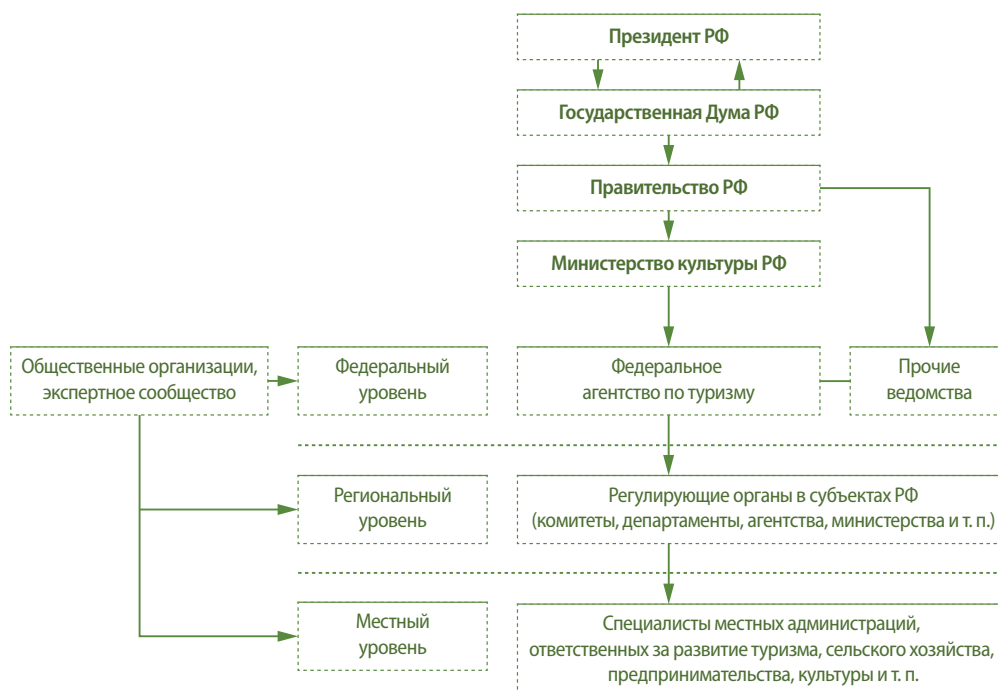 Президент РФ
Государственная Дума РФ
Правительство РФ
Министерство культуры РФ
Общественные организации,
экспертное сообщество
Федеральный
уровень
Федеральное
агентство по туризму
Прочие
ведомства
Региональный
уровень
Регулирующие органы в субъектах РФ
(комитеты, департаменты, агентства, министерства и т. п.)
Местный
уровень
Специалисты местных администраций,
ответственных за развитие туризма, сельского хозяйства,
предпринимательства, культуры и т. п.